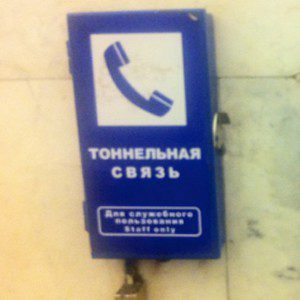 ТОННЕЛЬНАЯ
СВЯЗЬ
Для служебного
пользования
Staff only